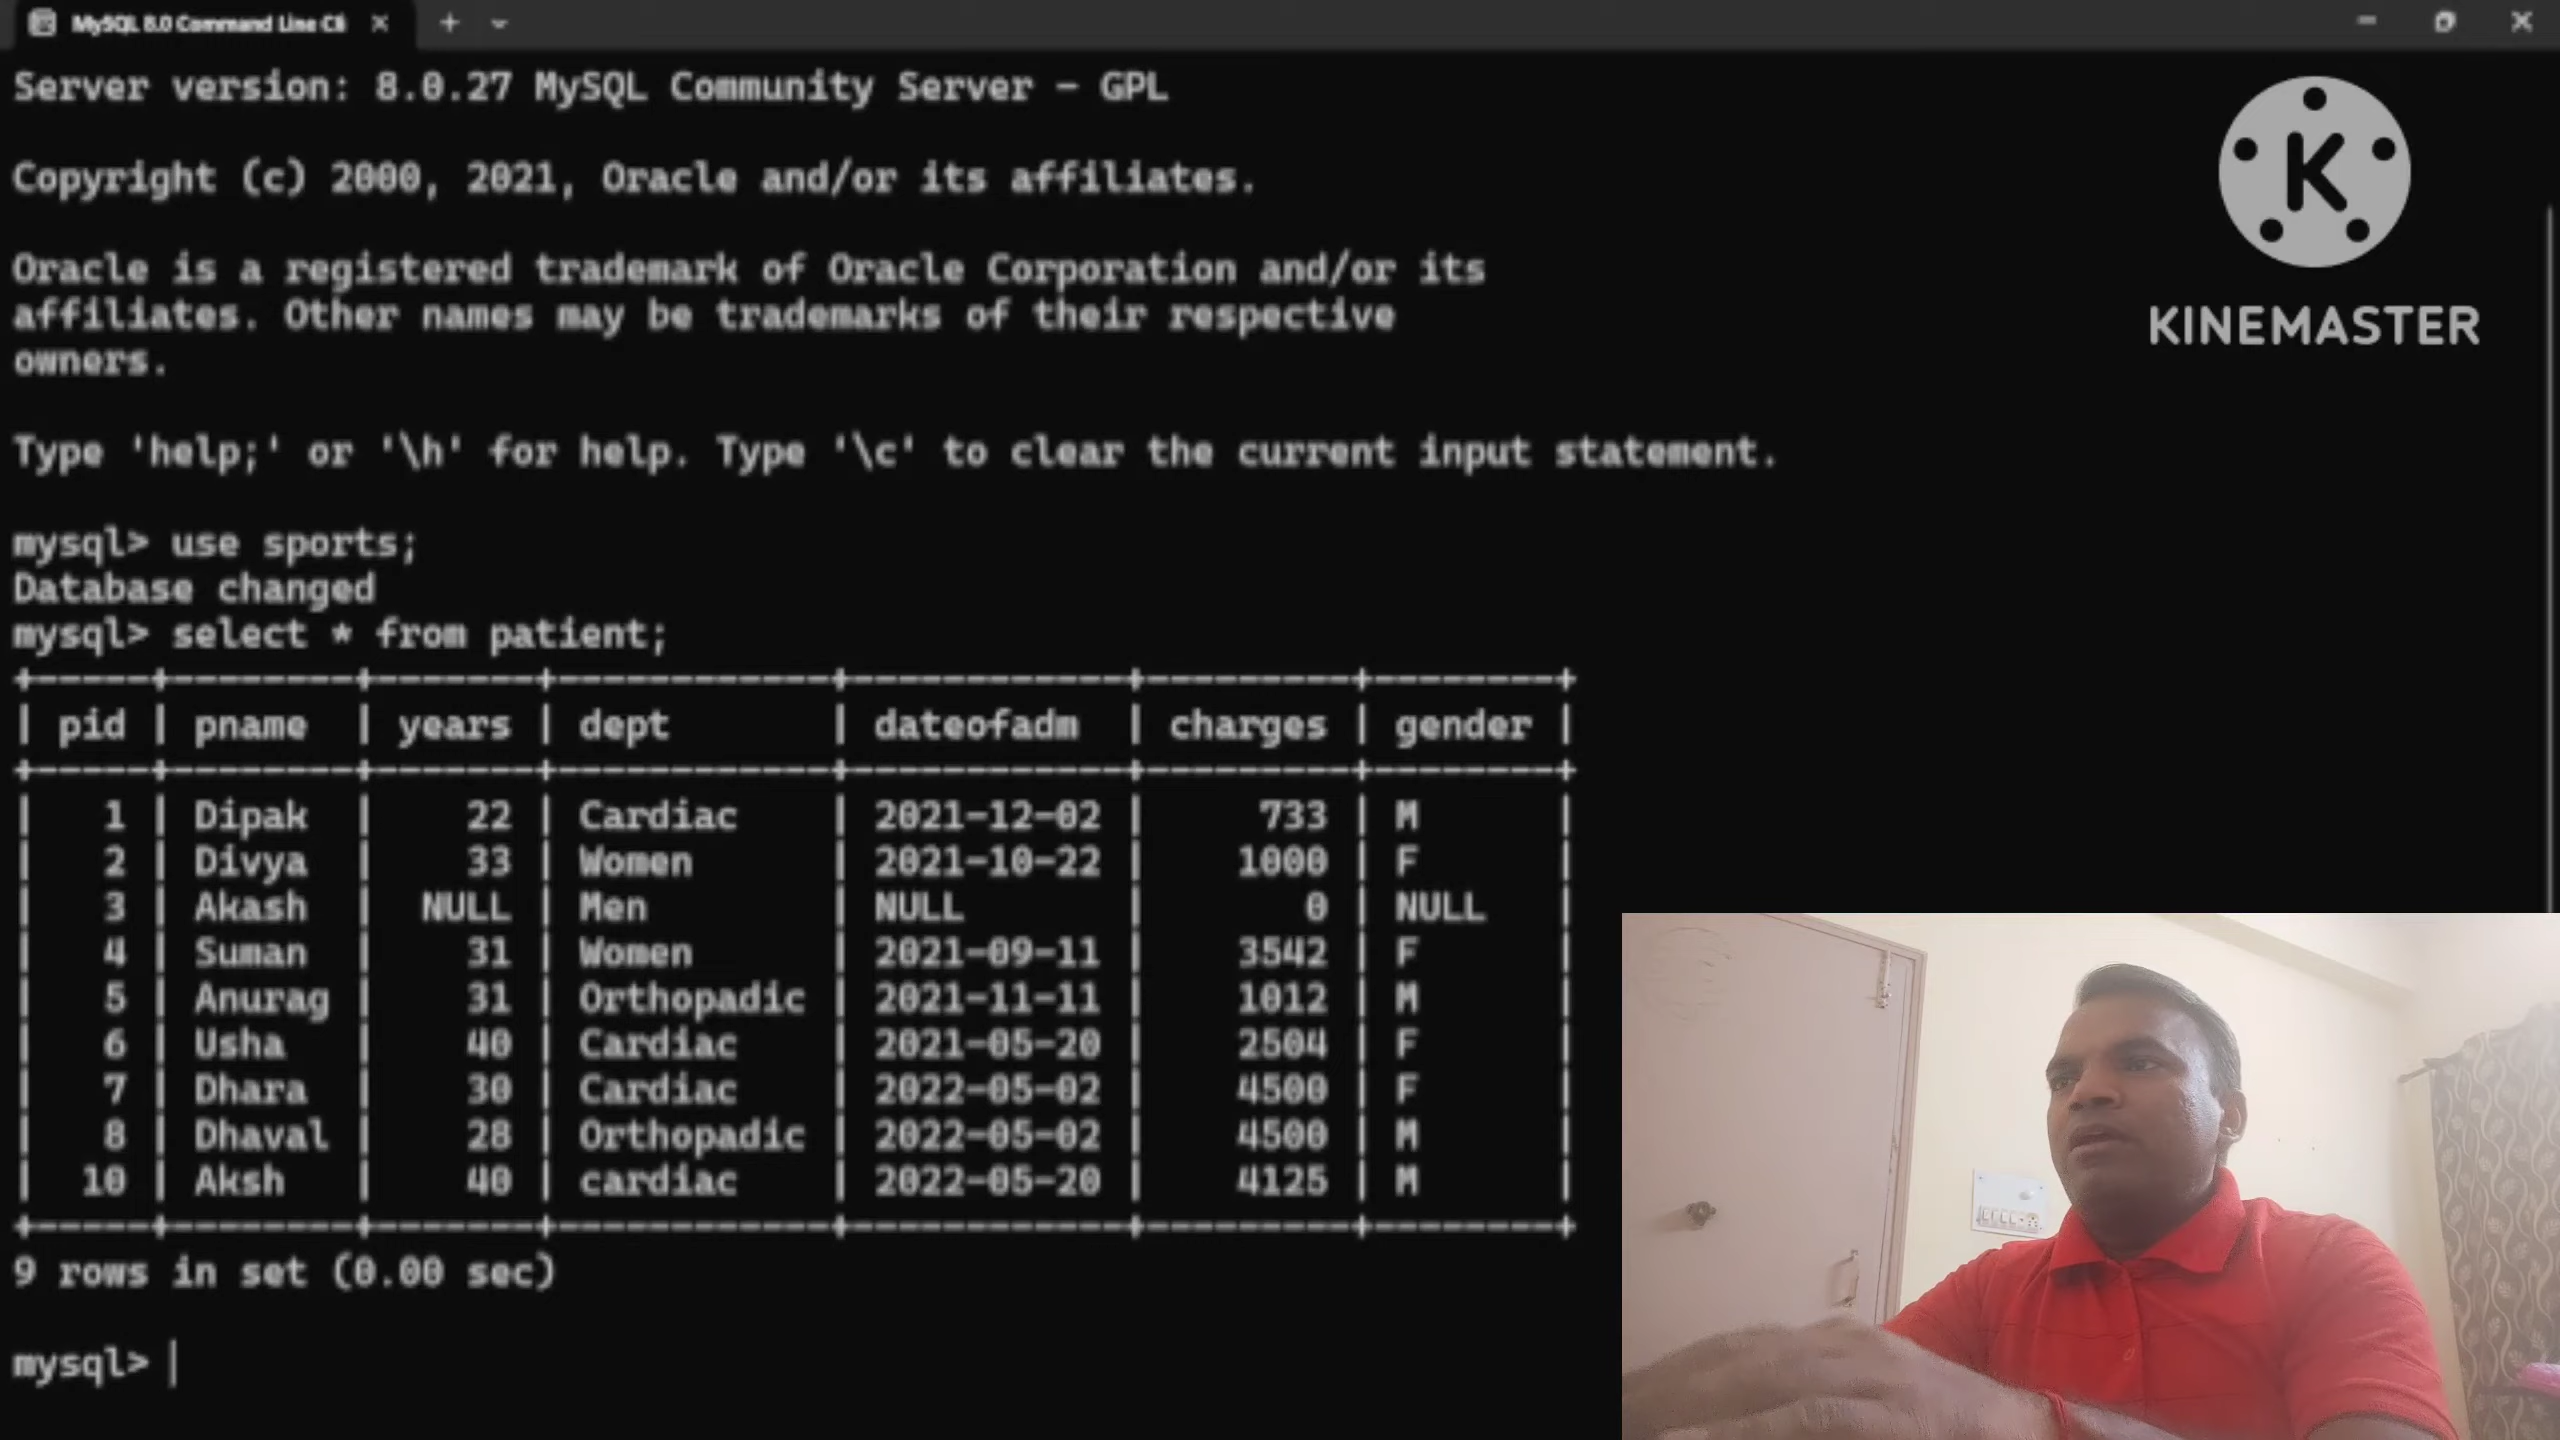 MySQL 8.0 Command Line Cli
Server version: 8.0.27 MySQL Community Server - GPL
Copyright (c) 2000, 2021, Oracle and/or its affiliates.
Oracle is a registered trademark of Oracle Corporation and/or its
affiliates. Other names may be trademarks of their respective
owners.
Type 'help;' or '\h' for help. Type '\c' to clear the current input statement.
mysql> use sports;
Database changed
mysql> select * from patient;
+-----+--------+-------+------------+------------+---------+--------+
| pid | pname  | years | dept       | dateofadm  | charges | gender |
+-----+--------+-------+------------+------------+---------+--------+
|   1 | Dipak  |    22 | Cardiac    | 2021-12-02 |     733 | M      |
|   2 | Divya  |    33 | Women      | 2021-10-22 |    1000 | F      |
|   3 | Akash  |  NULL | Men        | NULL       |       0 | NULL   |
|   4 | Suman  |    31 | Women      | 2021-09-11 |    3542 | F      |
|   5 | Anurag |    31 | Orthopadic | 2021-11-11 |    1012 | M      |
|   6 | Usha   |    40 | Cardiac    | 2021-05-20 |    2504 | F      |
|   7 | Dhara  |    30 | Cardiac    | 2022-05-02 |    4500 | F      |
|   8 | Dhaval |    28 | Orthopadic | 2022-05-02 |    4500 | M      |
|  10 | Aksh   |    40 | cardiac    | 2022-05-20 |    4125 | M      |
+-----+--------+-------+------------+------------+---------+--------+
9 rows in set (0.00 sec)
mysql>
K
KINEMASTER